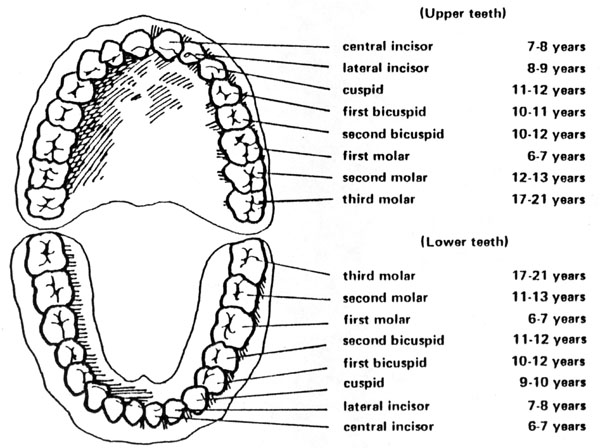 (Upper teeth)
central incisor 7-8 years
lateral incisor 8-9 years
cuspid 11-12 years
first bicuspid 10-11 years
second bicuspid 10-12 years
first molar 6-7 years
second molar 12-13 years
third molar 17-21 years
(Lower teeth)
third molar 17-21 years
second molar 11-13 years
first molar 6-7 years
second bicuspid 11-12 years
first bicuspid 10-12 years
cuspid 9-10 years
lateral incisor 7-8 years
central incisor 6-7 years